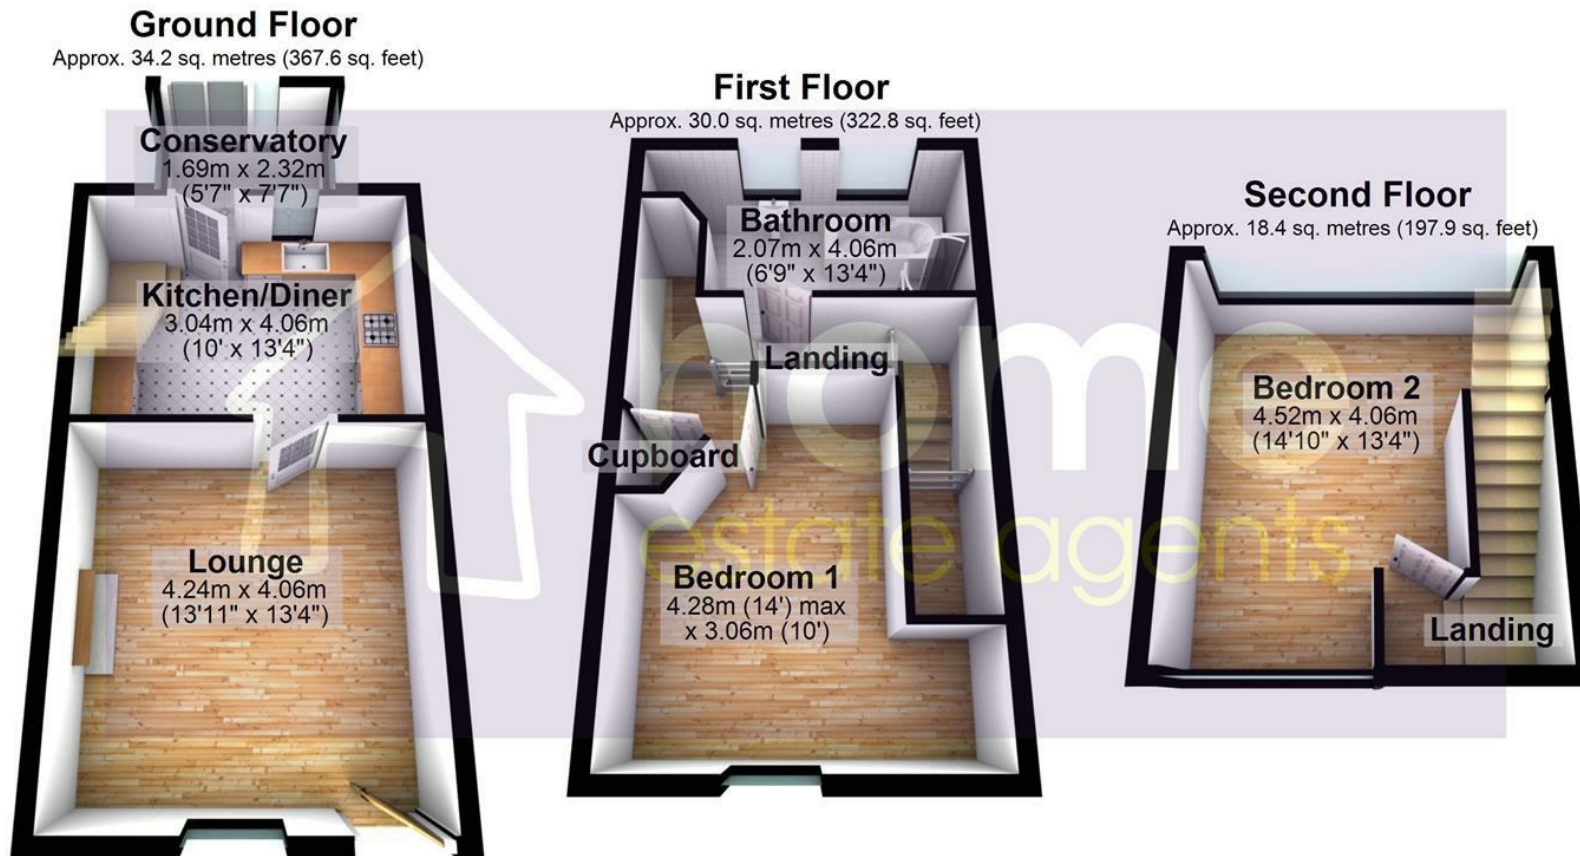 Ground Floor
Approx. 34.2 sq. metres (367.6 sq. feet)
Conservatory
1.69m x 2.32m
(5'7" x 7'7")
Kitchen/Diner
3.04m x 4.06m
(10' x 13'4")
Lounge
4.24m x 4.06m
(13'11" x 13'4")
First Floor
Approx. 30.0 sq. metres (322.8 sq. feet)
Bathroom
2.07m x 4.06m
(6'9" x 13'4")
Landing
Cupboard
Bedroom 1
4.28m (14') max
x 3.06m (10')
Second Floor
Approx. 18.4 sq. metres (197.9 sq. feet)
Bedroom 2
4.52m x 4.06m
(14'10" x 13'4")
Landing
home
estate agents